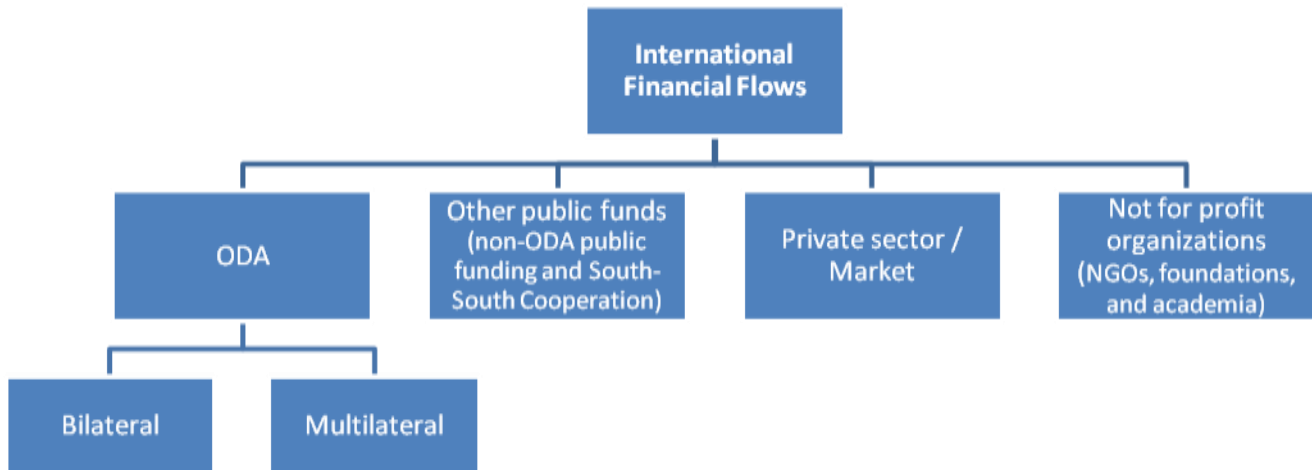 International
Financial Flows
ODA
Other public funds
(non-ODA public
funding and South-
South Cooperation)
Private sector /
Market
Not for profit
organizations
(NGOs, foundations,
and academia)
Bilateral
Multilateral